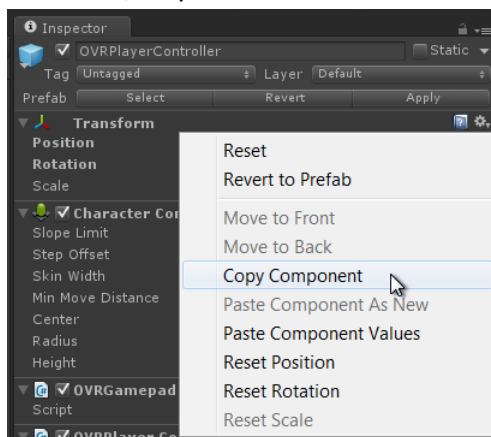 Inspector
OVRPlayerController Static
Tag Untagged Layer Default
Prefab Select Revert Apply
Transform
Position
Rotation
Scale
Character Con
Slope Limit
Step Offset
Skin Width
Min Move Distance
Center
Radius
Height
OVRGamepad
Script
OVRPlayer Co
Reset
Revert to Prefab
Move to Front
Move to Back
Copy Component
Paste Component As New
Paste Component Values
Reset Position
Reset Rotation
Reset Scale